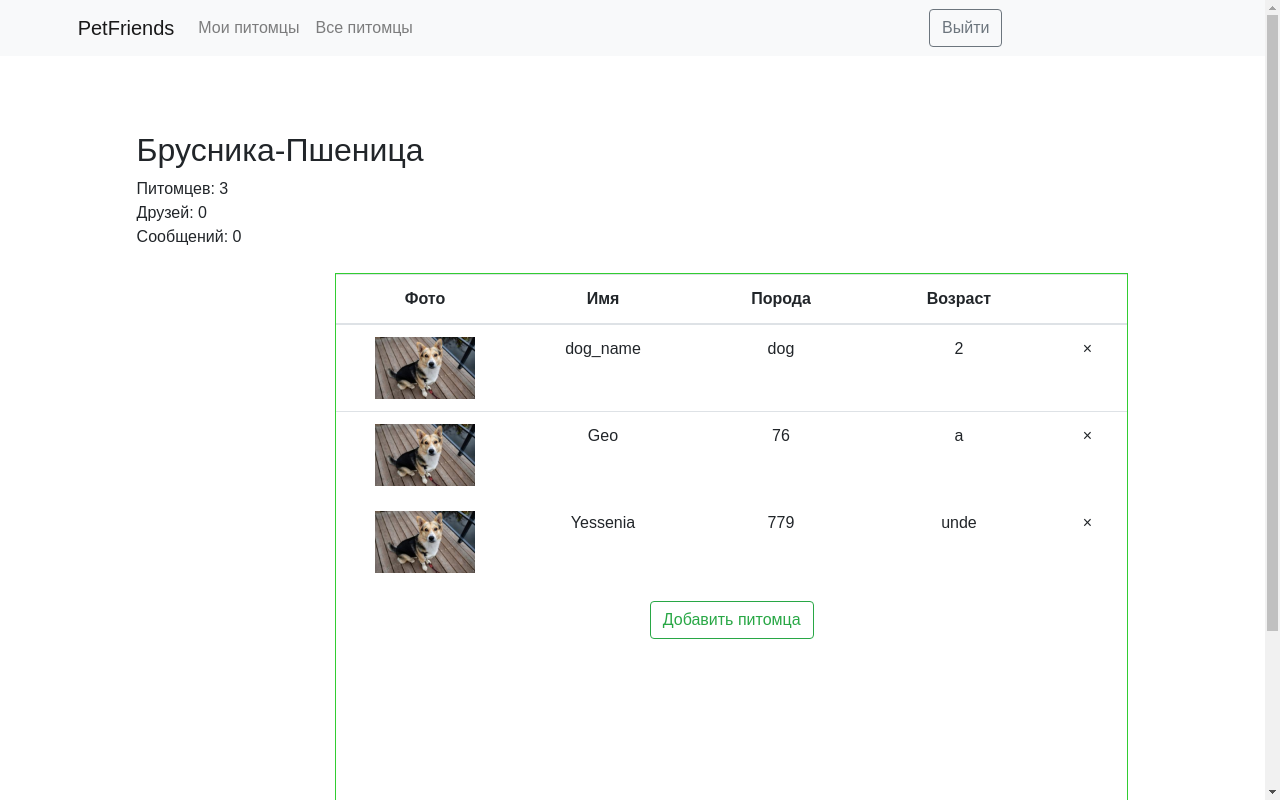 PetFriends Мои питомцы Все питомцы Выйти
Брусника-Пшеница
Питомцев: 3
Друзей: 0
Сообщений: 0
Фото Имя Порода Возраст
dog_name dog 2 ×
Geo 76 a ×
Yessenia 779 unde ×
Добавить питомца